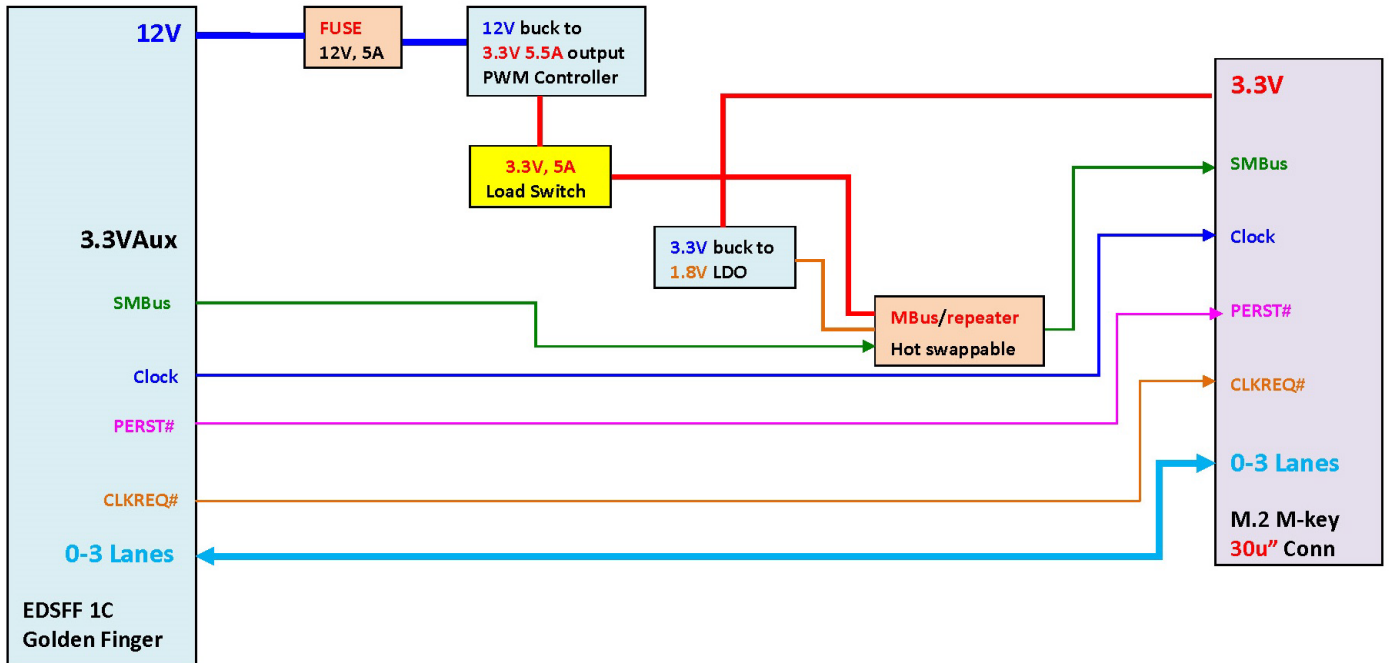 12V
FUSE
12V, 5A
12V buck to
3.3V 5.5A output
PWM Controller
3.3V, 5A
Load Switch
3.3V buck to
1.8V LDO
MBus/repeater
Hot swappable
3.3VAux
SMBus
Clock
PERST#
CLKREQ#
0-3 Lanes
EDSFF 1C
Golden Finger
3.3V
SMBus
Clock
PERST#
CLKREQ#
0-3 Lanes
M.2 M-key
30u” Conn